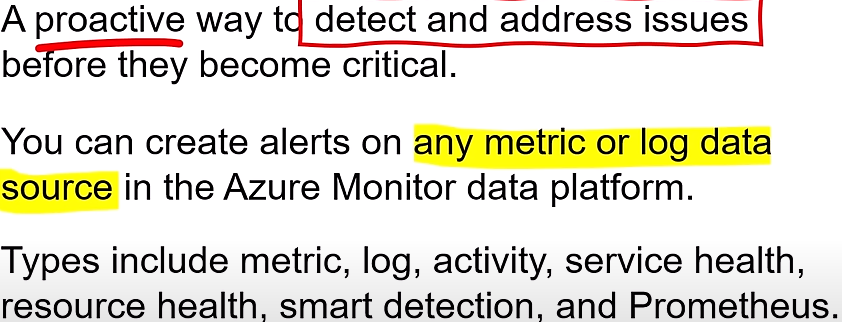 A proactive way to detect and address issues
before they become critical.
You can create alerts on any metric or log data
source in the Azure Monitor data platform.
Types include metric, log, activity, service health,
resource health, smart detection, and Prometheus.